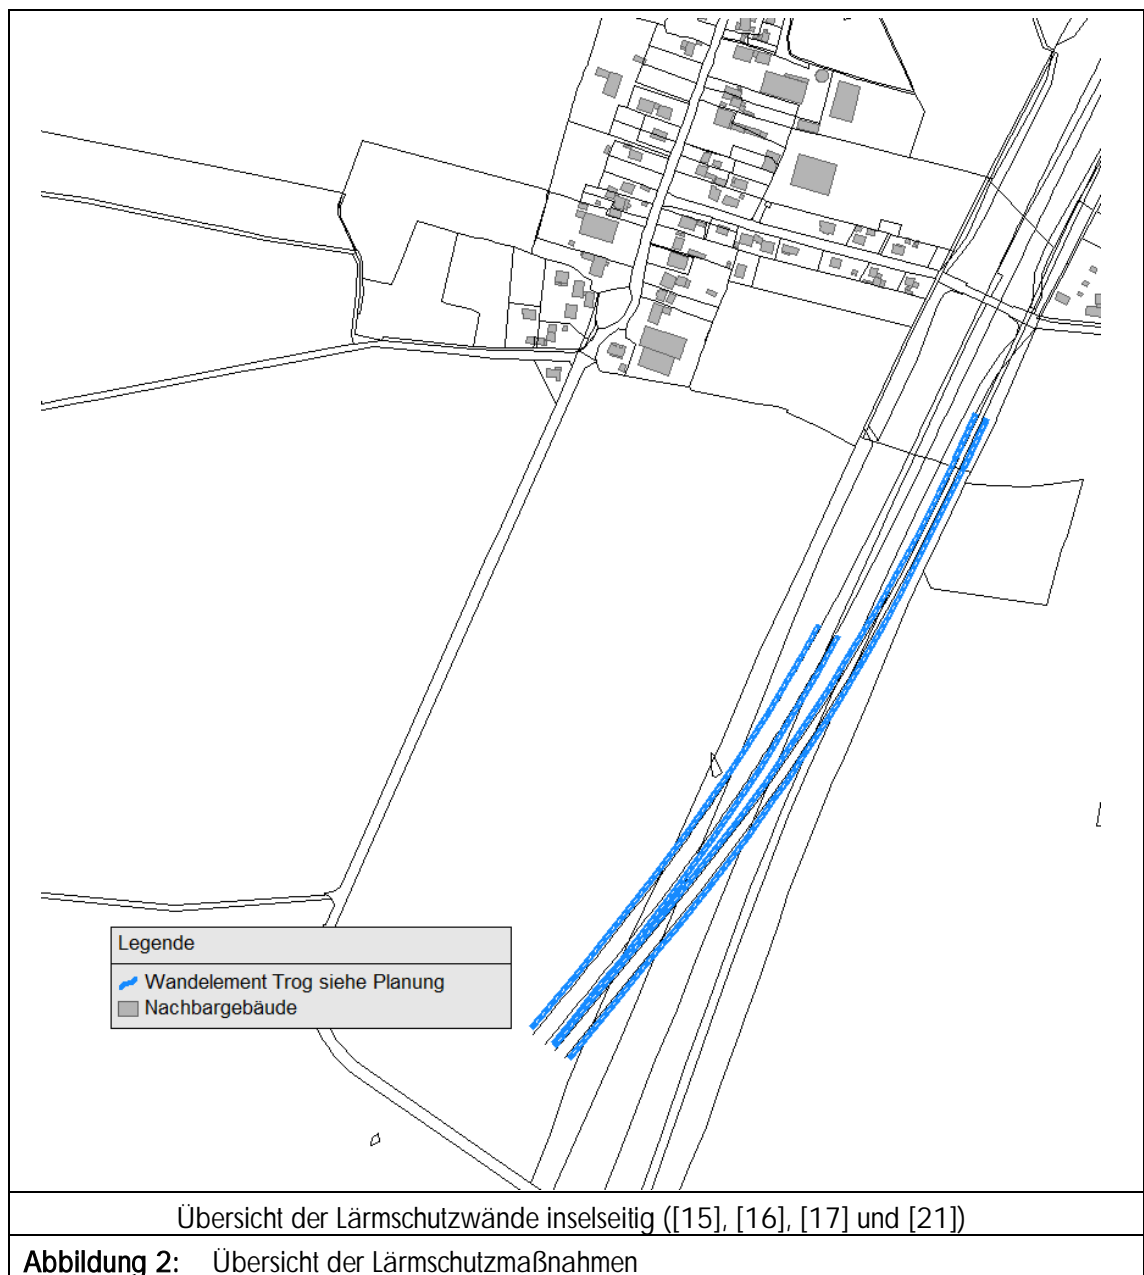 Legende
Wandelement Trog siehe Planung
Nachbargebäude
Übersicht der Lärmschutzwände inselseitig ([15], [16], [17] und [21])
Abbildung 2: Übersicht der Lärmschutzmaßnahmen